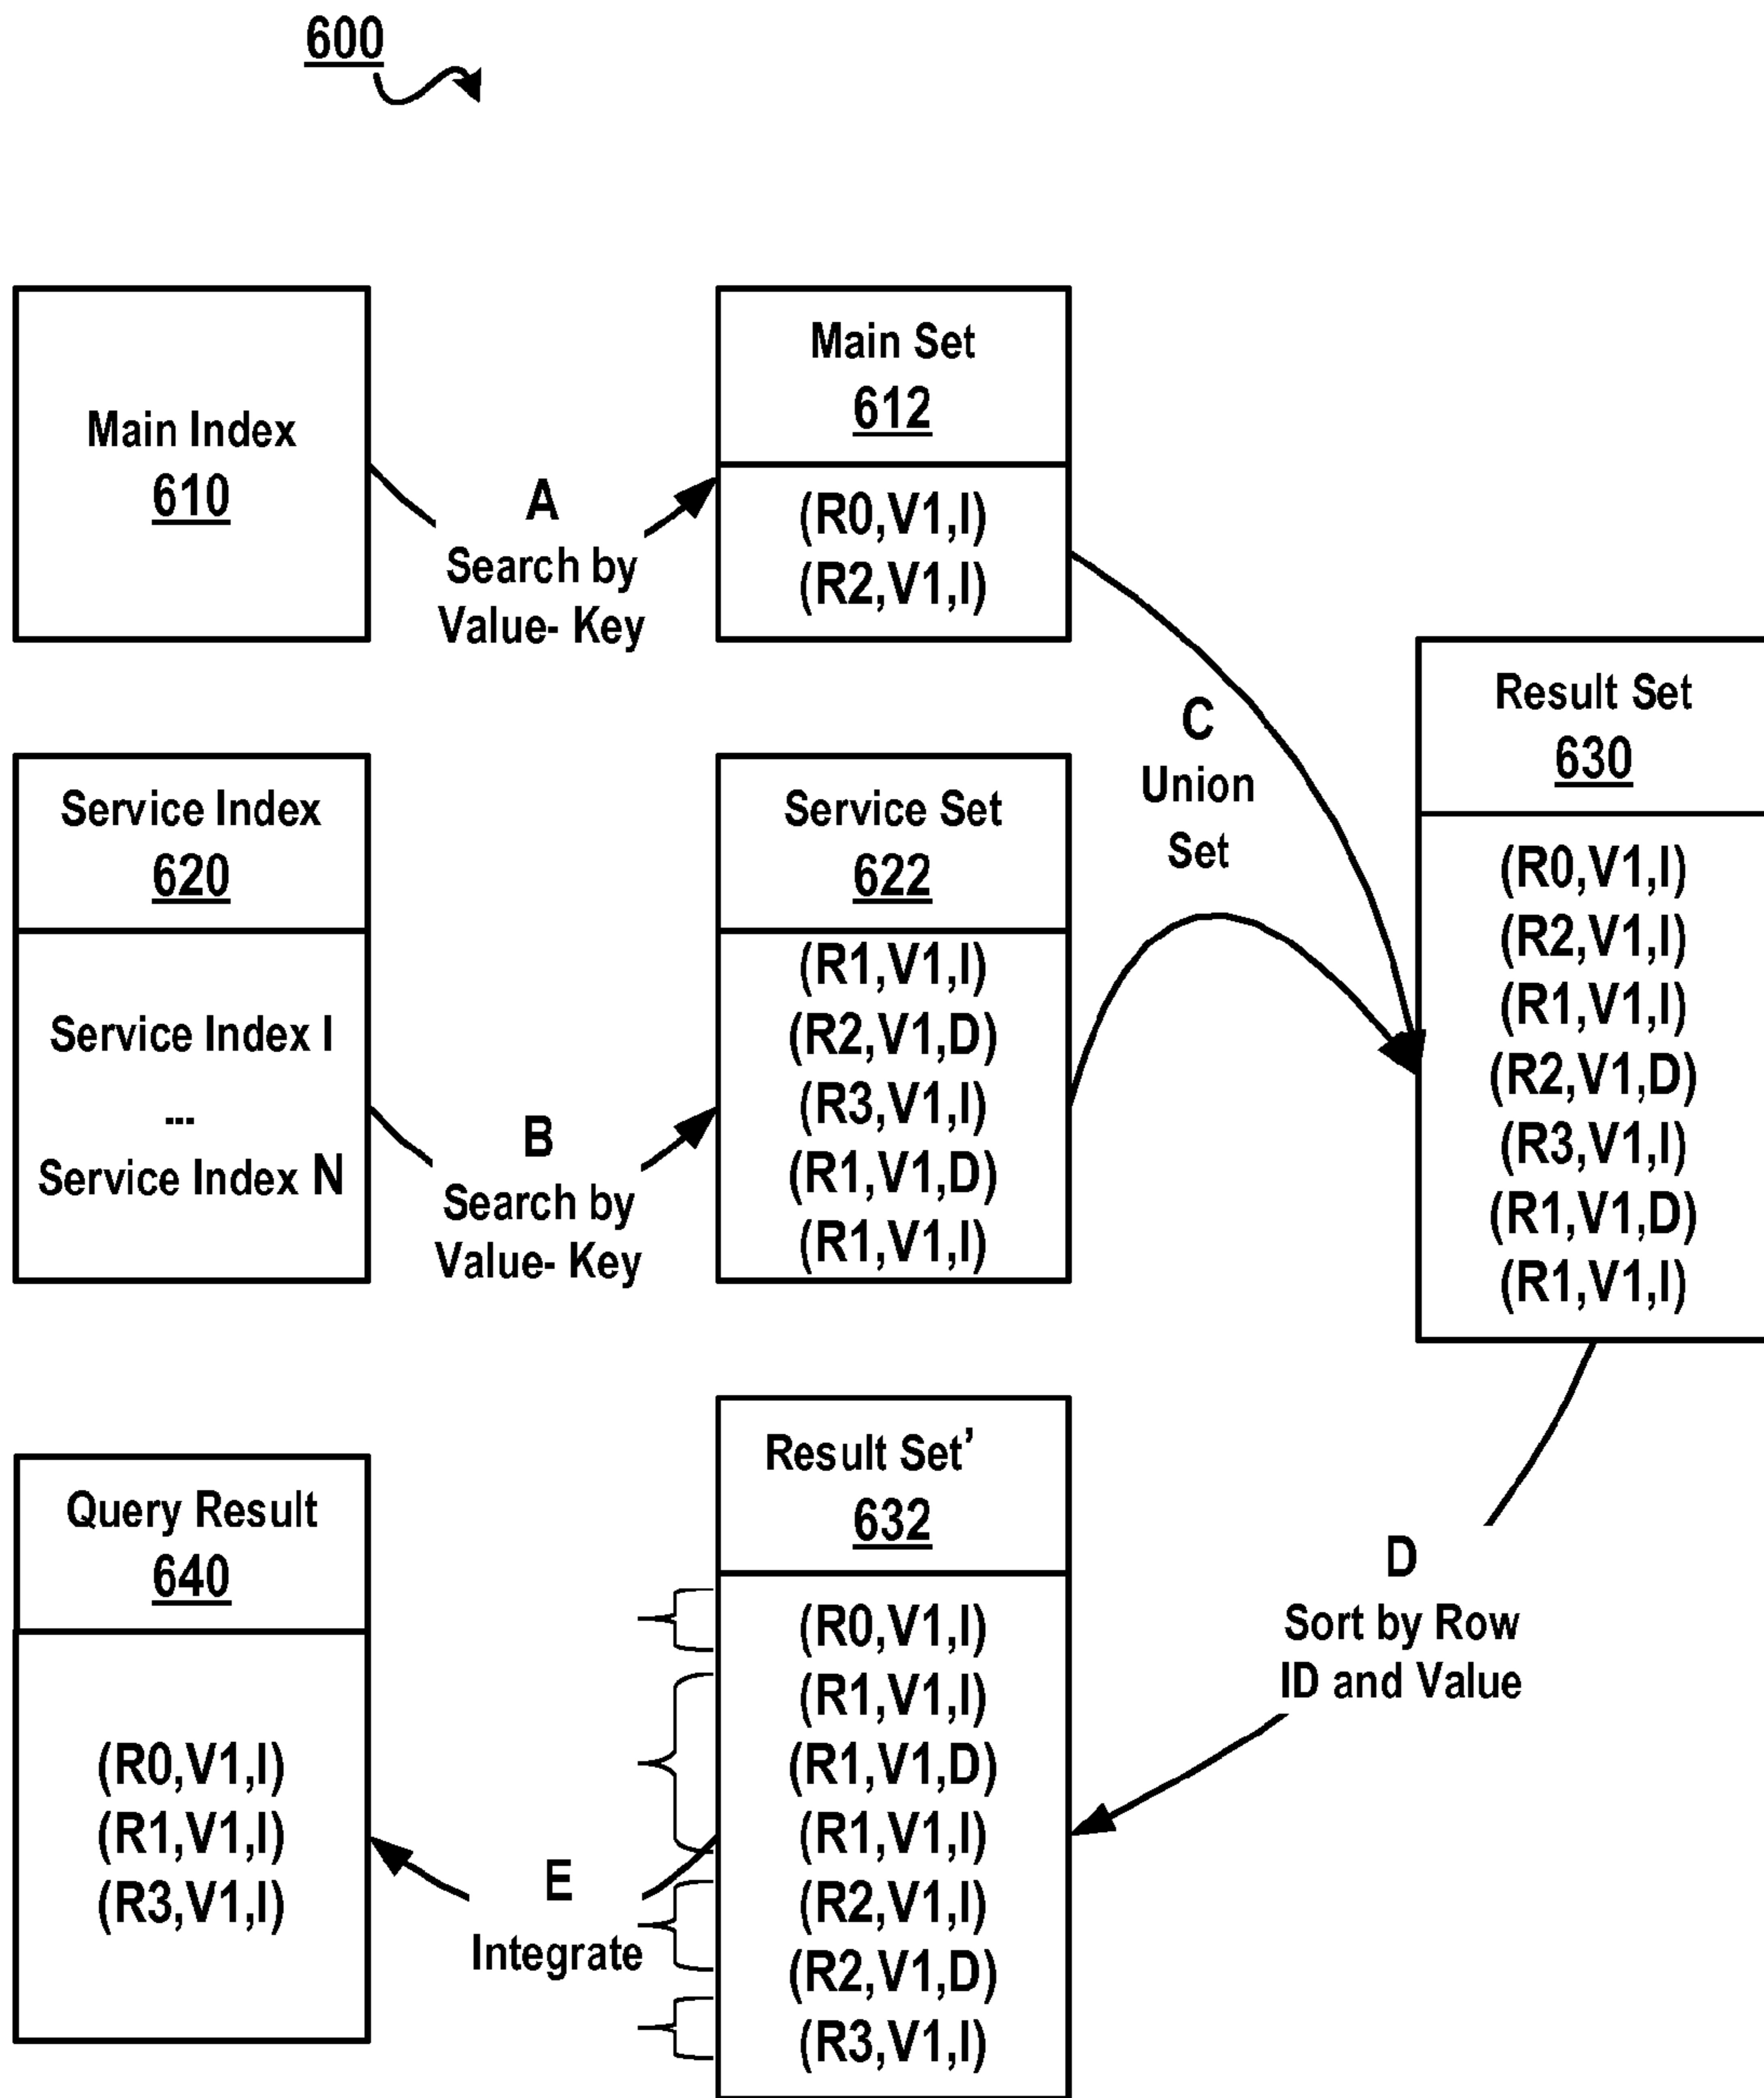 600
Main Index
610
A
Search by
Value- Key
Main Set
612
(R0,V1,I)
(R2,V1,I)
Service Index
620
Service Index I
...
Service Index N
B
Search by
Value- Key
Service Set
622
(R1,V1,I)
(R2,V1,D)
(R3,V1,I)
(R1,V1,D)
(R1,V1,I)
C
Union
Set
Result Set
630
(R0,V1,I)
(R2,V1,I)
(R1,V1,I)
(R2,V1,D)
(R3,V1,I)
(R1,V1,D)
(R1,V1,I)
D
Sort by Row
ID and Value
Result Set’
632
(R0,V1,I)
(R1,V1,I)
(R1,V1,D)
(R1,V1,I)
(R2,V1,I)
(R2,V1,D)
(R3,V1,I)
E
Integrate
Query Result
640
(R0,V1,I)
(R1,V1,I)
(R3,V1,I)